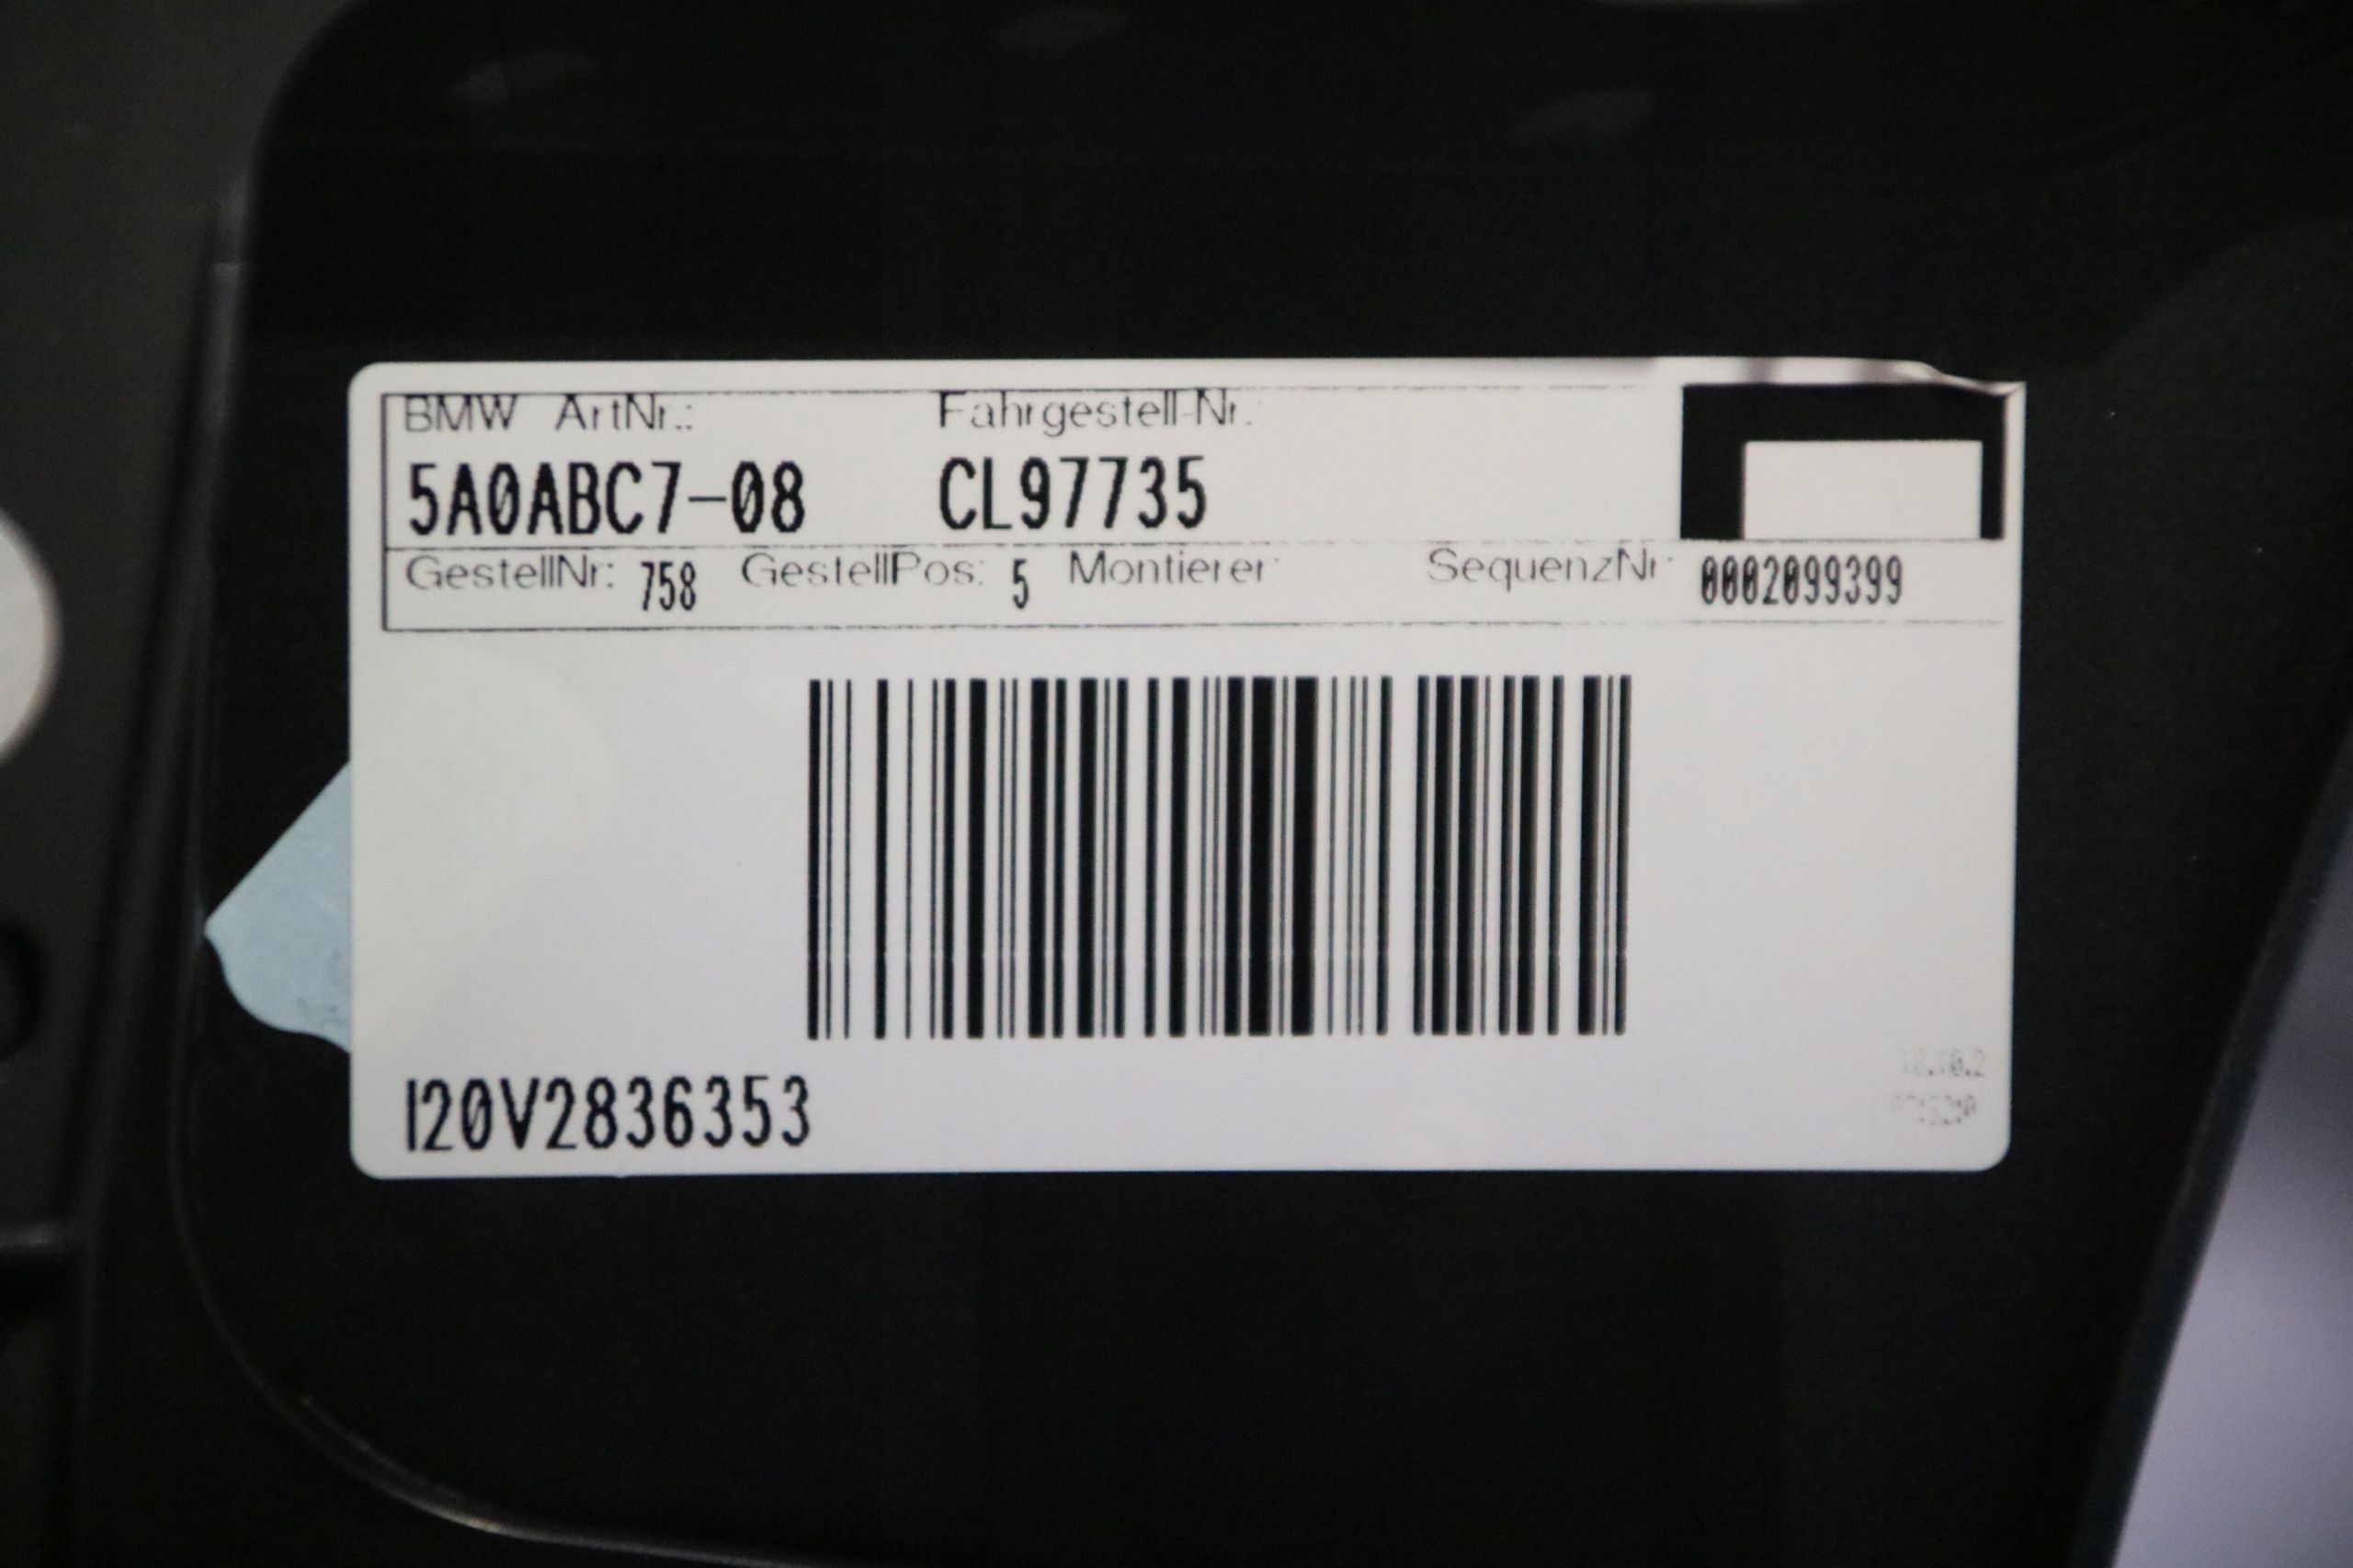 BMW ArtNr.: Fahrgestell-Nr.:
5A0ABC7-08 CL97735
GestellNr: 758 GestellPos: 5 Montierer: SequenzNr: 0002099399
I20V2836353